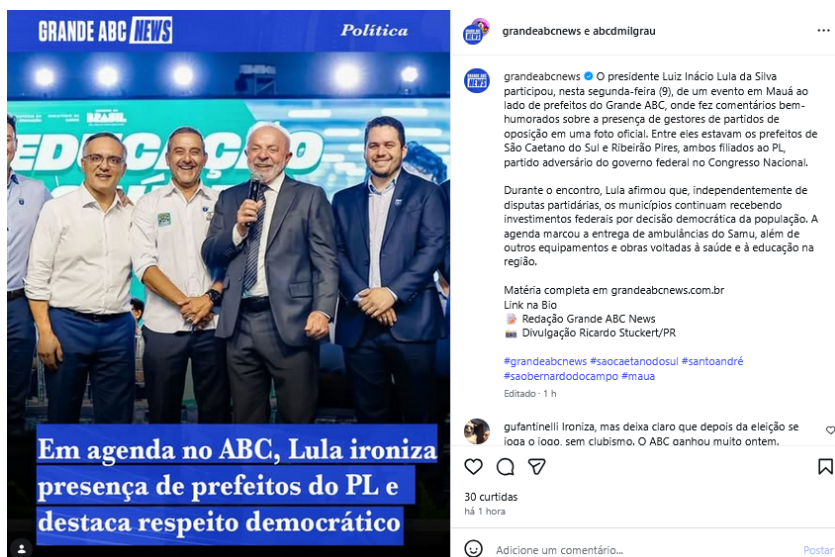 GRANDE ABC NEWS
Política
BRASIL
EDUCAÇÃO
Em agenda no ABC, Lula ironiza
presença de prefeitos do PL e
destaca respeito democrático
grandeabcnews e abcdmilgrau
grandeabcnews O presidente Luiz Inácio Lula da Silva
participou, nesta segunda-feira (9), de um evento em Mauá ao
lado de prefeitos do Grande ABC, onde fez comentários bem-
humorados sobre a presença de gestores de partidos de
oposição em uma foto oficial. Entre eles estavam os prefeitos de
São Caetano do Sul e Ribeirão Pires, ambos filiados ao PL,
partido adversário do governo federal no Congresso Nacional.
Durante o encontro, Lula afirmou que, independentemente de
disputas partidárias, os municípios continuam recebendo
investimentos federais por decisão democrática da população. A
agenda marcou a entrega de ambulâncias do Samu, além de
outros equipamentos e obras voltadas à saúde e à educação na
região.
Matéria completa em grandeabcnews.com.br
Link na Bio
📝 Redação Grande ABC News
📸 Divulgação Ricardo Stuckert/PR
#grandeabcnews #saocaetanodosul #santoandré
#saobernardodocampo #maua
Editado · 1 h
gufantinelli Ironiza, mas deixa claro que depois da eleição se
joga o jogo, sem clubismo. O ABC ganhou muito ontem.
30 curtidas
há 1 hora
Adicione um comentário...
Postar